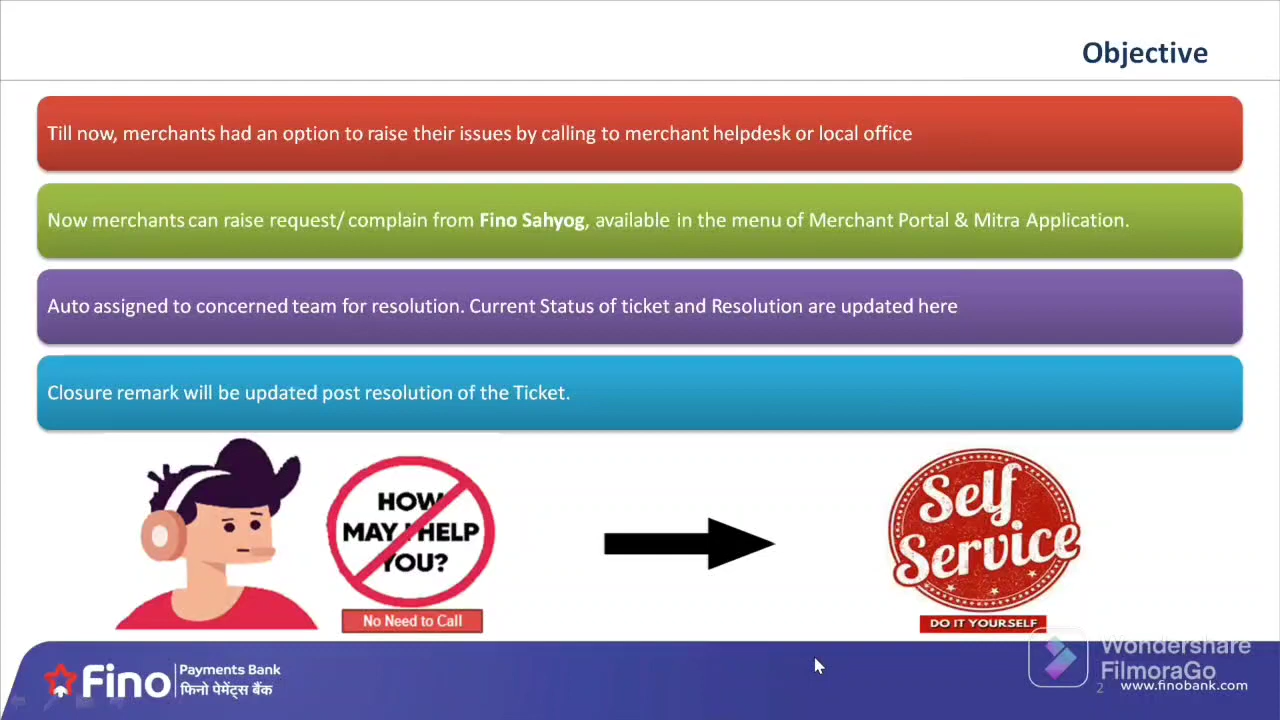 Objective
Till now, merchants had an option to raise their issues by calling to merchant helpdesk or local office
Now merchants can raise request/ complain from Fino Sahyog, available in the menu of Merchant Portal & Mitra Application.
Auto assigned to concerned team for resolution. Current Status of ticket and Resolution are updated here
Closure remark will be updated post resolution of the Ticket.
HOW
MAY I HELP
YOU?
No Need to Call
Self
Service
DO IT YOURSELF
Fino
Payments Bank
फिनो पेमेंट्स बैंक
Wondershare
FilmoraGo
2
www.finobank.com